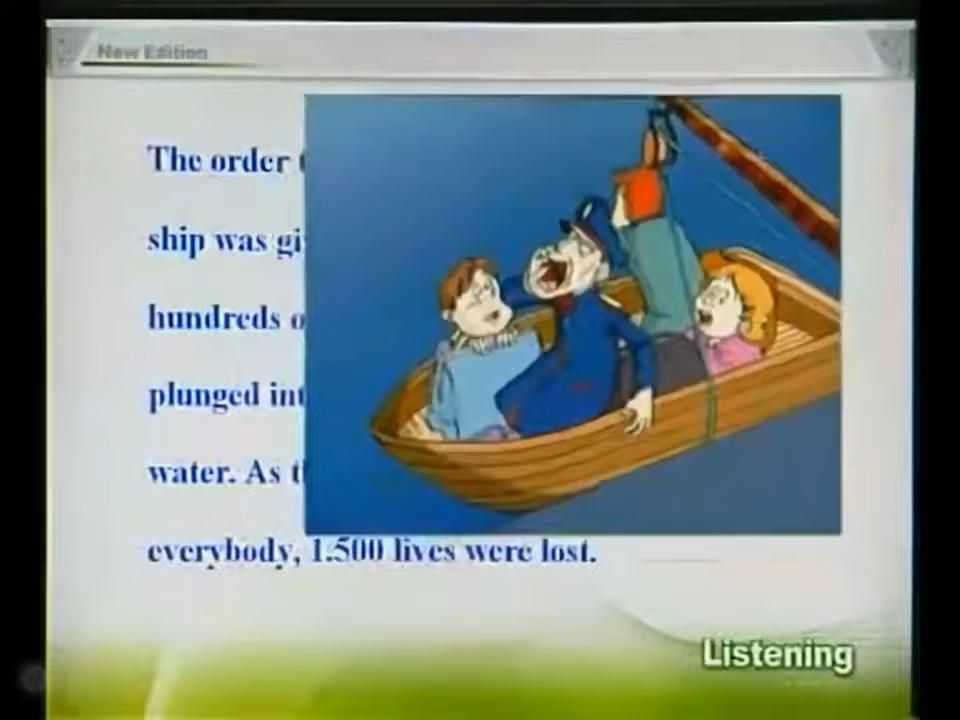 New Edition
The order
ship was gi
hundreds o
plunged int
water. As t
everybody, 1.500 lives were lost.
Listening